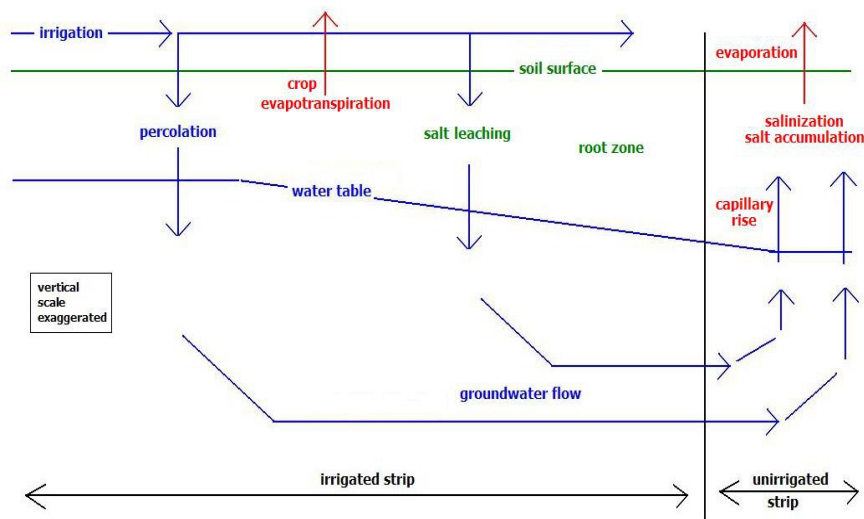 irrigation
evaporation
soil surface
crop
evapotranspiration
percolation
salt leaching
root zone
salinization
salt accumulation
water table
capillary
rise
vertical
scale
exaggerated
groundwater flow
irrigated strip
unirrigated
strip